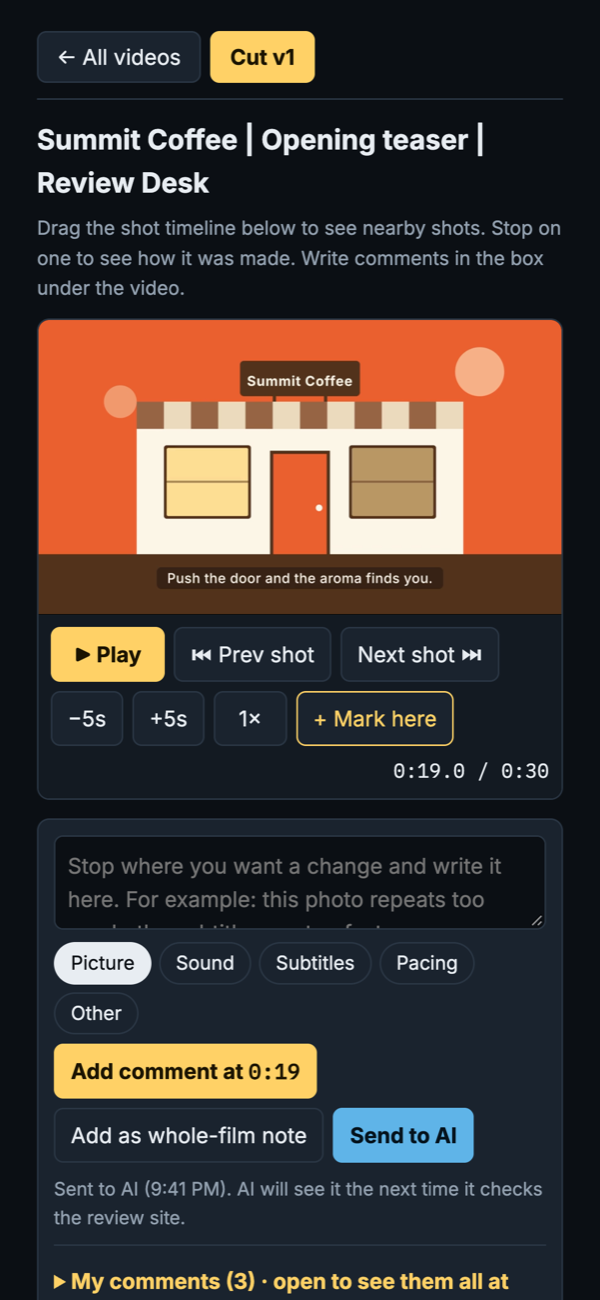 ← All videos
Cut v1
Summit Coffee | Opening teaser |
Review Desk
Drag the shot timeline below to see nearby shots. Stop on
one to see how it was made. Write comments in the box
under the video.
Summit Coffee
Push the door and the aroma finds you.
▶ Play
⏮ Prev shot
Next shot ⏭
−5s
+5s
1×
+ Mark here
0:19.0 / 0:30
Stop where you want a change and write it
here. For example: this photo repeats too
Picture
Sound
Subtitles
Pacing
Other
Add comment at 0:19
Add as whole-film note
Send to AI
Sent to AI (9:41 PM). AI will see it the next time it checks
the review site.
▶ My comments (3) · open to see them all at